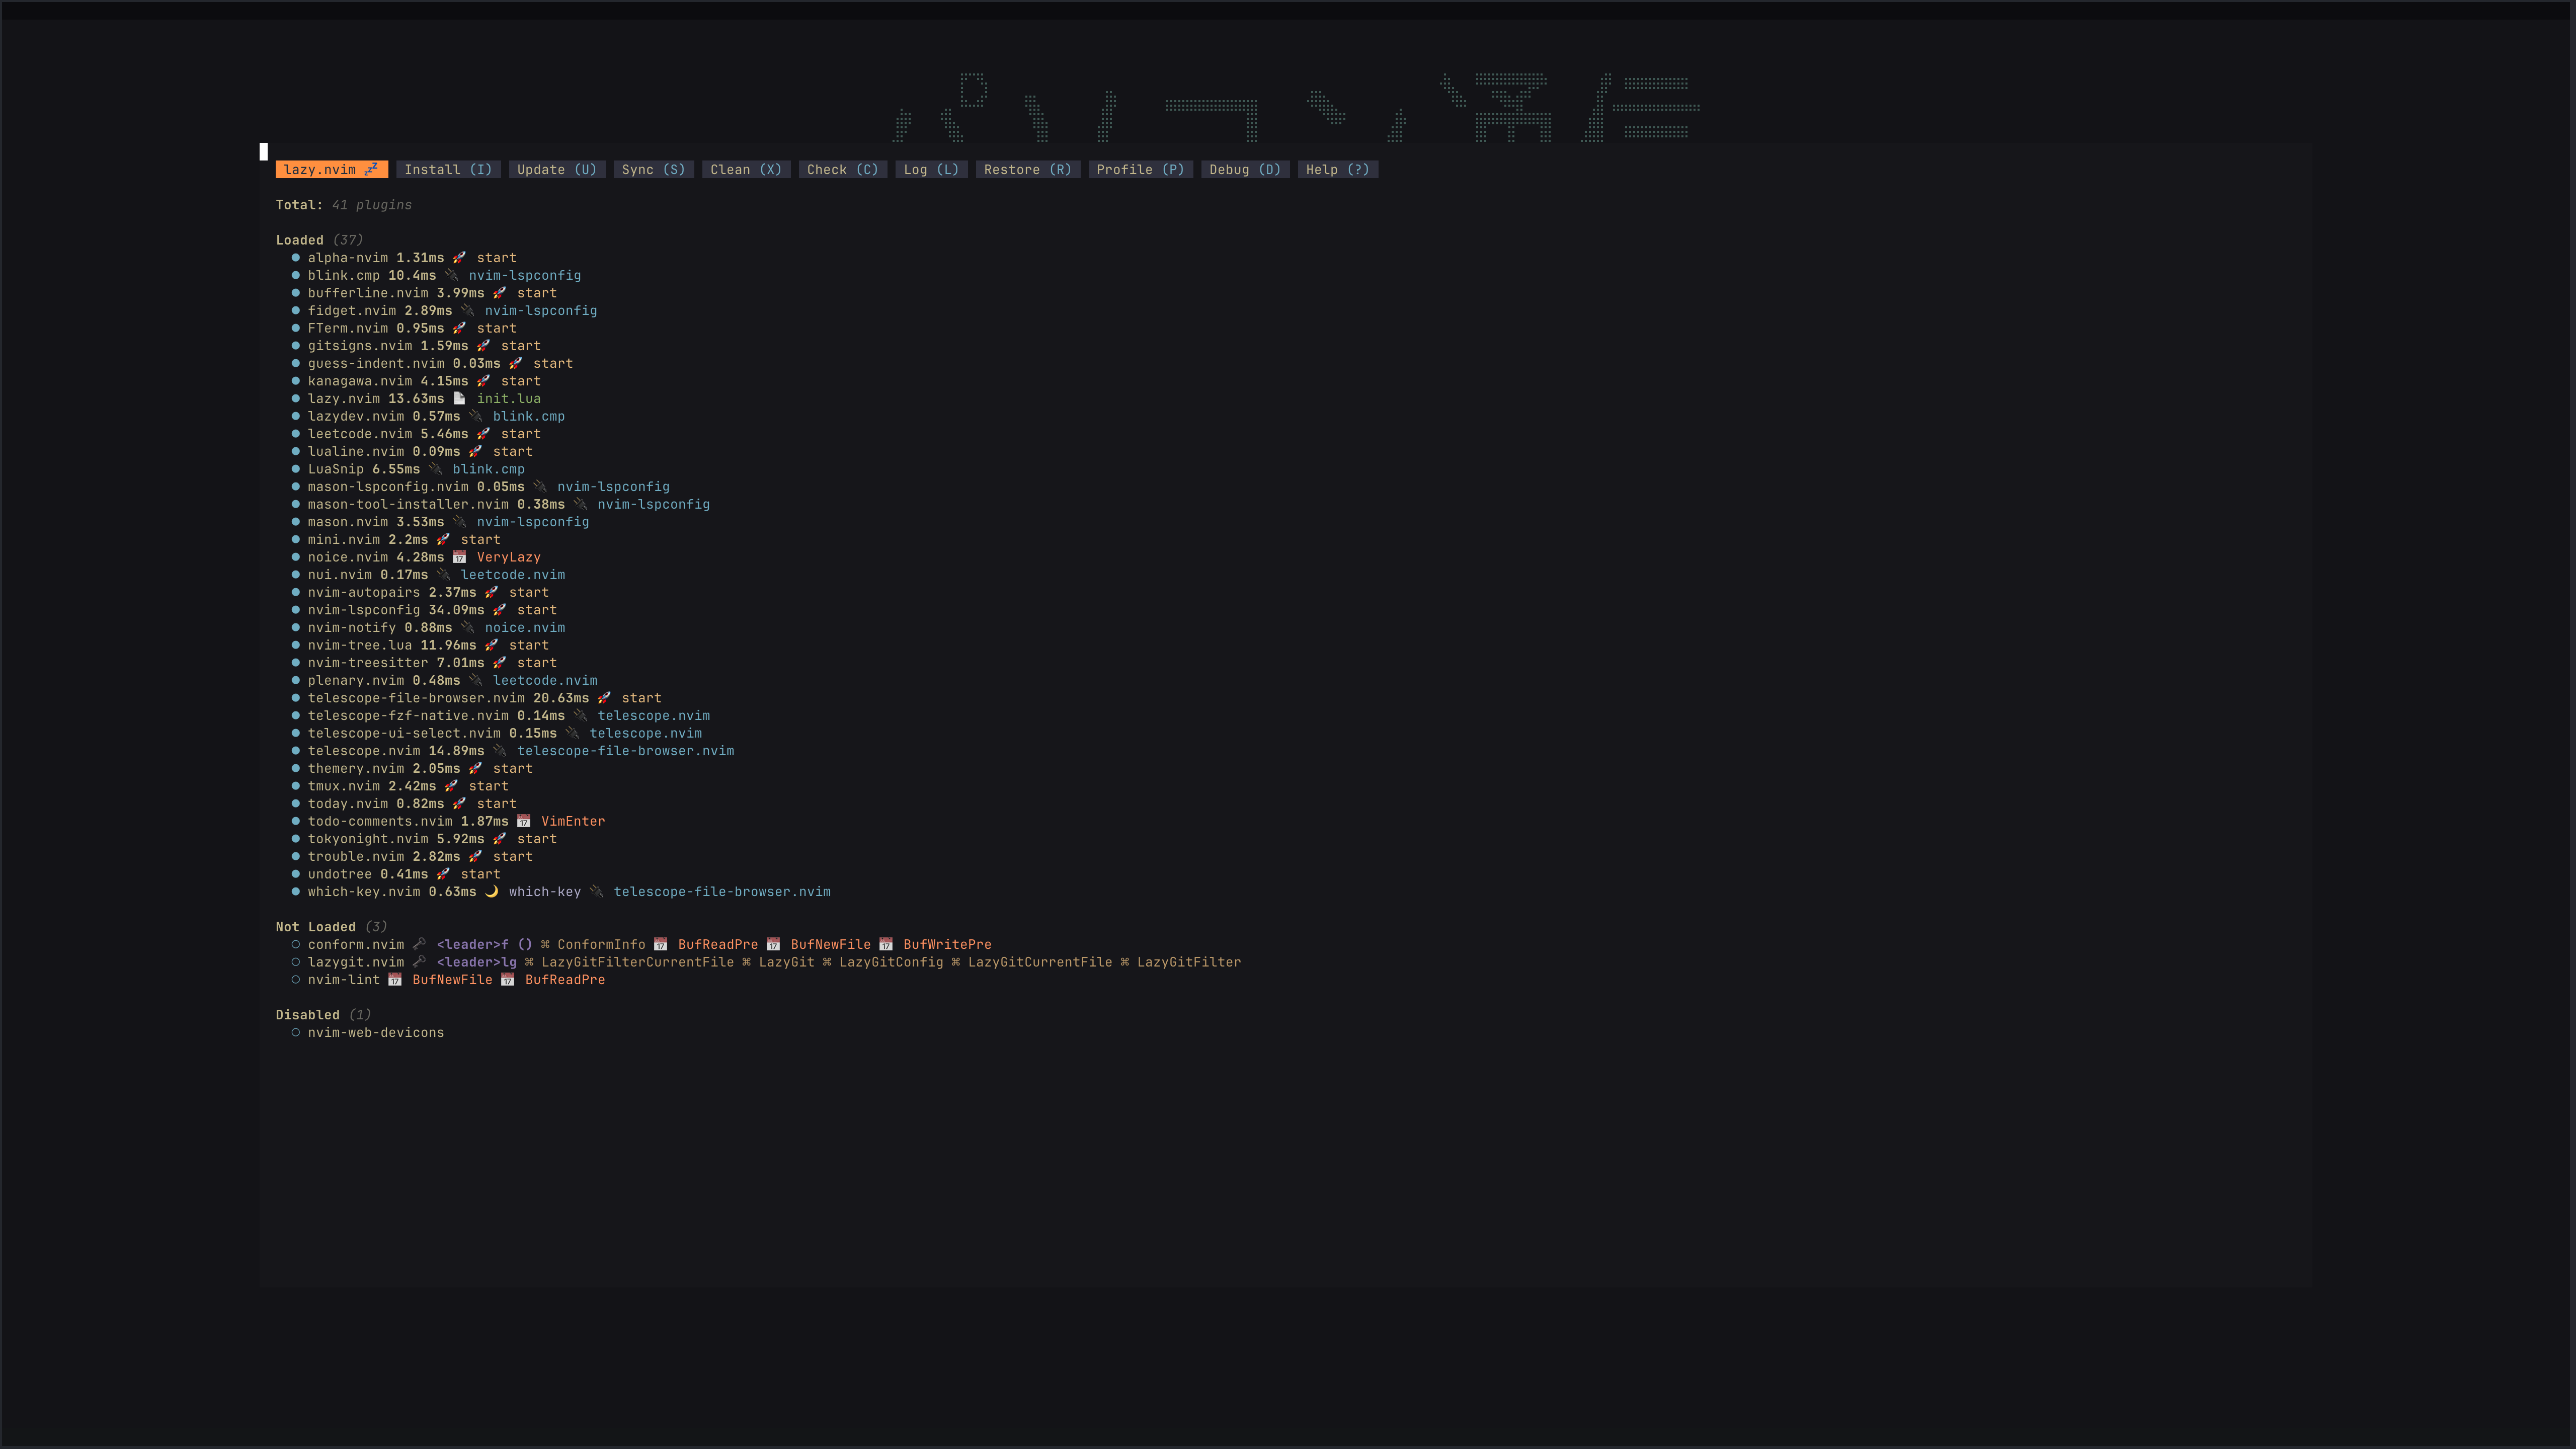 lazy.nvim 💤 Install (I) Update (U) Sync (S) Clean (X) Check (C) Log (L) Restore (R) Profile (P) Debug (D) Help (?)
Total: 41 plugins
Loaded (37)
● alpha-nvim 1.31ms 🚀 start
● blink.cmp 10.4ms 🔌 nvim-lspconfig
● bufferline.nvim 3.99ms 🚀 start
● fidget.nvim 2.89ms 🔌 nvim-lspconfig
● FTerm.nvim 0.95ms 🚀 start
● gitsigns.nvim 1.59ms 🚀 start
● guess-indent.nvim 0.03ms 🚀 start
● kanagawa.nvim 4.15ms 🚀 start
● lazy.nvim 13.63ms 📄 init.lua
● lazydev.nvim 0.57ms 🔌 blink.cmp
● leetcode.nvim 5.46ms 🚀 start
● lualine.nvim 0.09ms 🚀 start
● LuaSnip 6.55ms 🔌 blink.cmp
● mason-lspconfig.nvim 0.05ms 🔌 nvim-lspconfig
● mason-tool-installer.nvim 0.38ms 🔌 nvim-lspconfig
● mason.nvim 3.53ms 🔌 nvim-lspconfig
● mini.nvim 2.2ms 🚀 start
● noice.nvim 4.28ms 📅 VeryLazy
● nui.nvim 0.17ms 🔌 leetcode.nvim
● nvim-autopairs 2.37ms 🚀 start
● nvim-lspconfig 34.09ms 🚀 start
● nvim-notify 0.88ms 🔌 noice.nvim
● nvim-tree.lua 11.96ms 🚀 start
● nvim-treesitter 7.01ms 🚀 start
● plenary.nvim 0.48ms 🔌 leetcode.nvim
● telescope-file-browser.nvim 20.63ms 🚀 start
● telescope-fzf-native.nvim 0.14ms 🔌 telescope.nvim
● telescope-ui-select.nvim 0.15ms 🔌 telescope.nvim
● telescope.nvim 14.89ms 🔌 telescope-file-browser.nvim
● themery.nvim 2.05ms 🚀 start
● tmux.nvim 2.42ms 🚀 start
● today.nvim 0.82ms 🚀 start
● todo-comments.nvim 1.87ms 📅 VimEnter
● tokyonight.nvim 5.92ms 🚀 start
● trouble.nvim 2.82ms 🚀 start
● undotree 0.41ms 🚀 start
● which-key.nvim 0.63ms 🌙 which-key 🔌 telescope-file-browser.nvim
Not Loaded (3)
○ conform.nvim 🗝 <leader>f () ⌘ ConformInfo 📅 BufReadPre 📅 BufNewFile 📅 BufWritePre
○ lazygit.nvim 🗝 <leader>lg ⌘ LazyGitFilterCurrentFile ⌘ LazyGit ⌘ LazyGitConfig ⌘ LazyGitCurrentFile ⌘ LazyGitFilter
○ nvim-lint 📅 BufNewFile 📅 BufReadPre
Disabled (1)
○ nvim-web-devicons